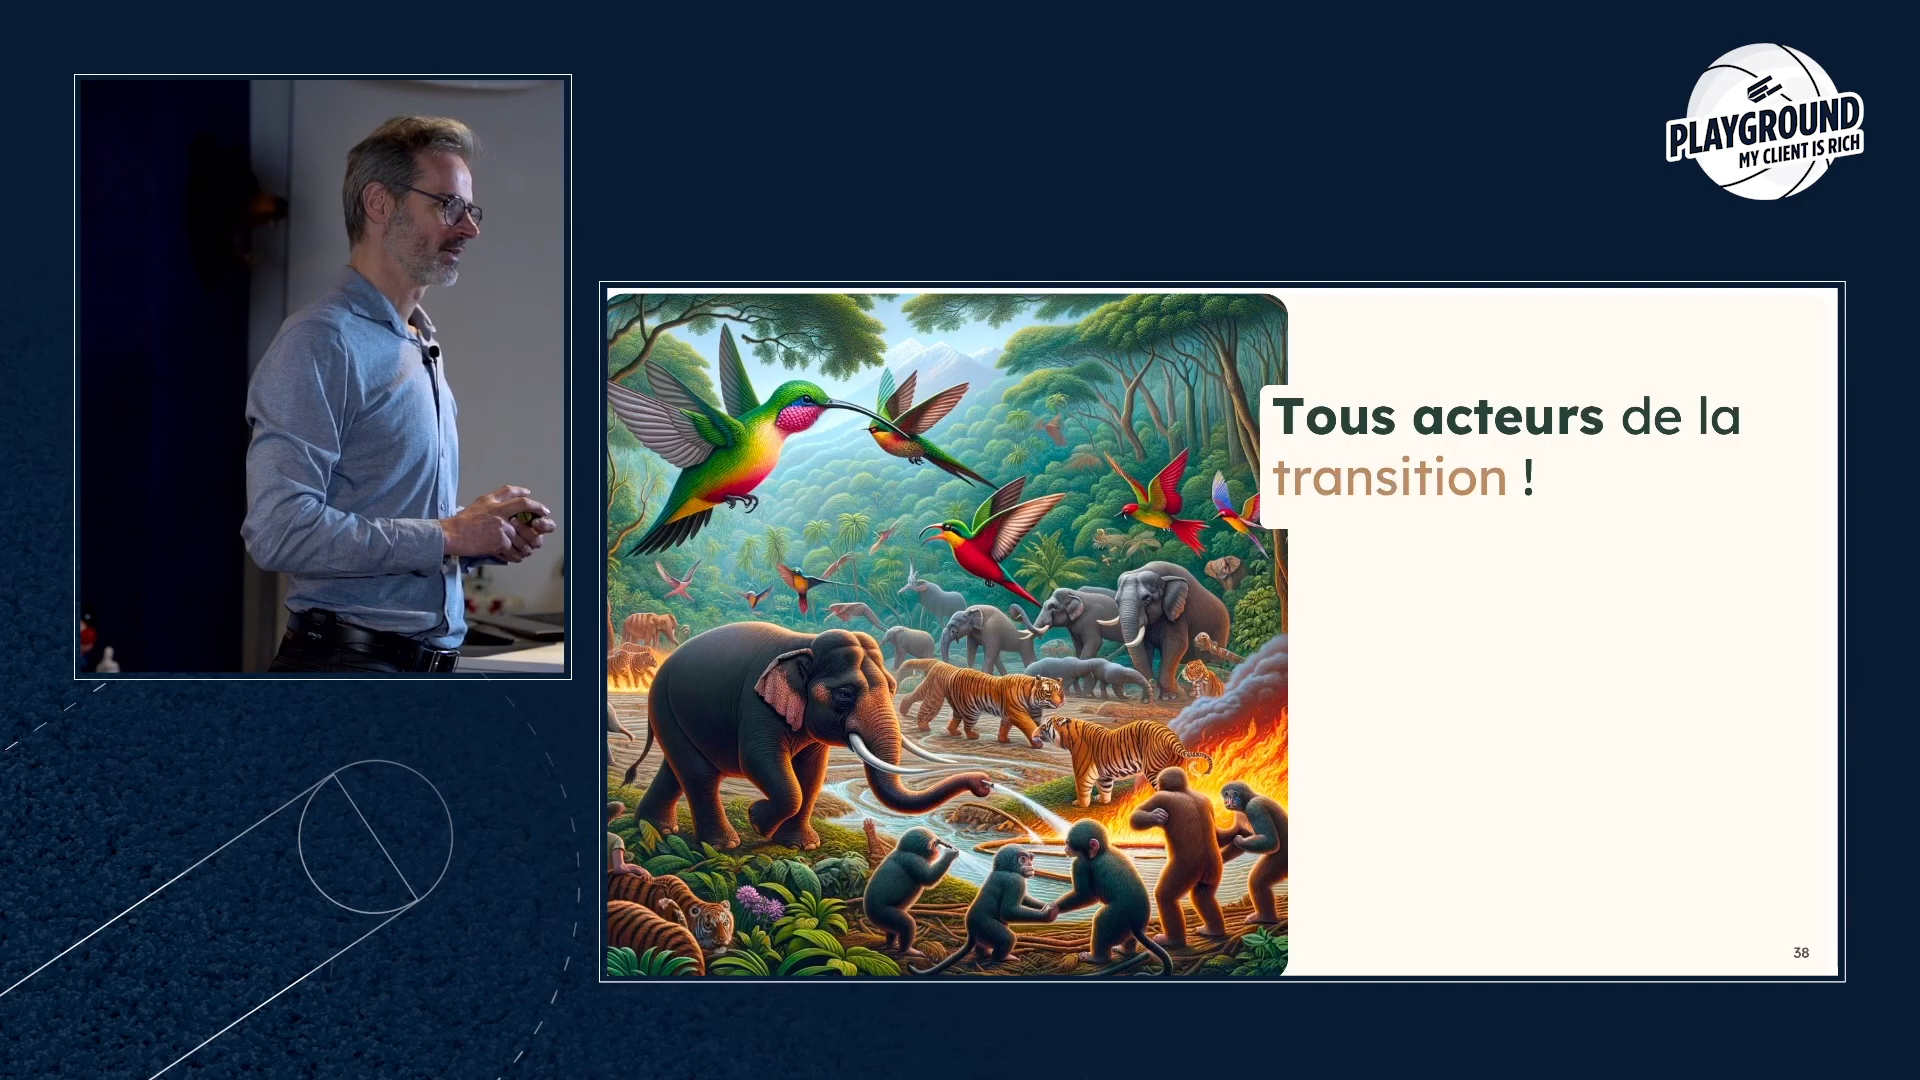 PLAYGROUND
MY CLIENT IS RICH
Tous acteurs de la
transition !
38